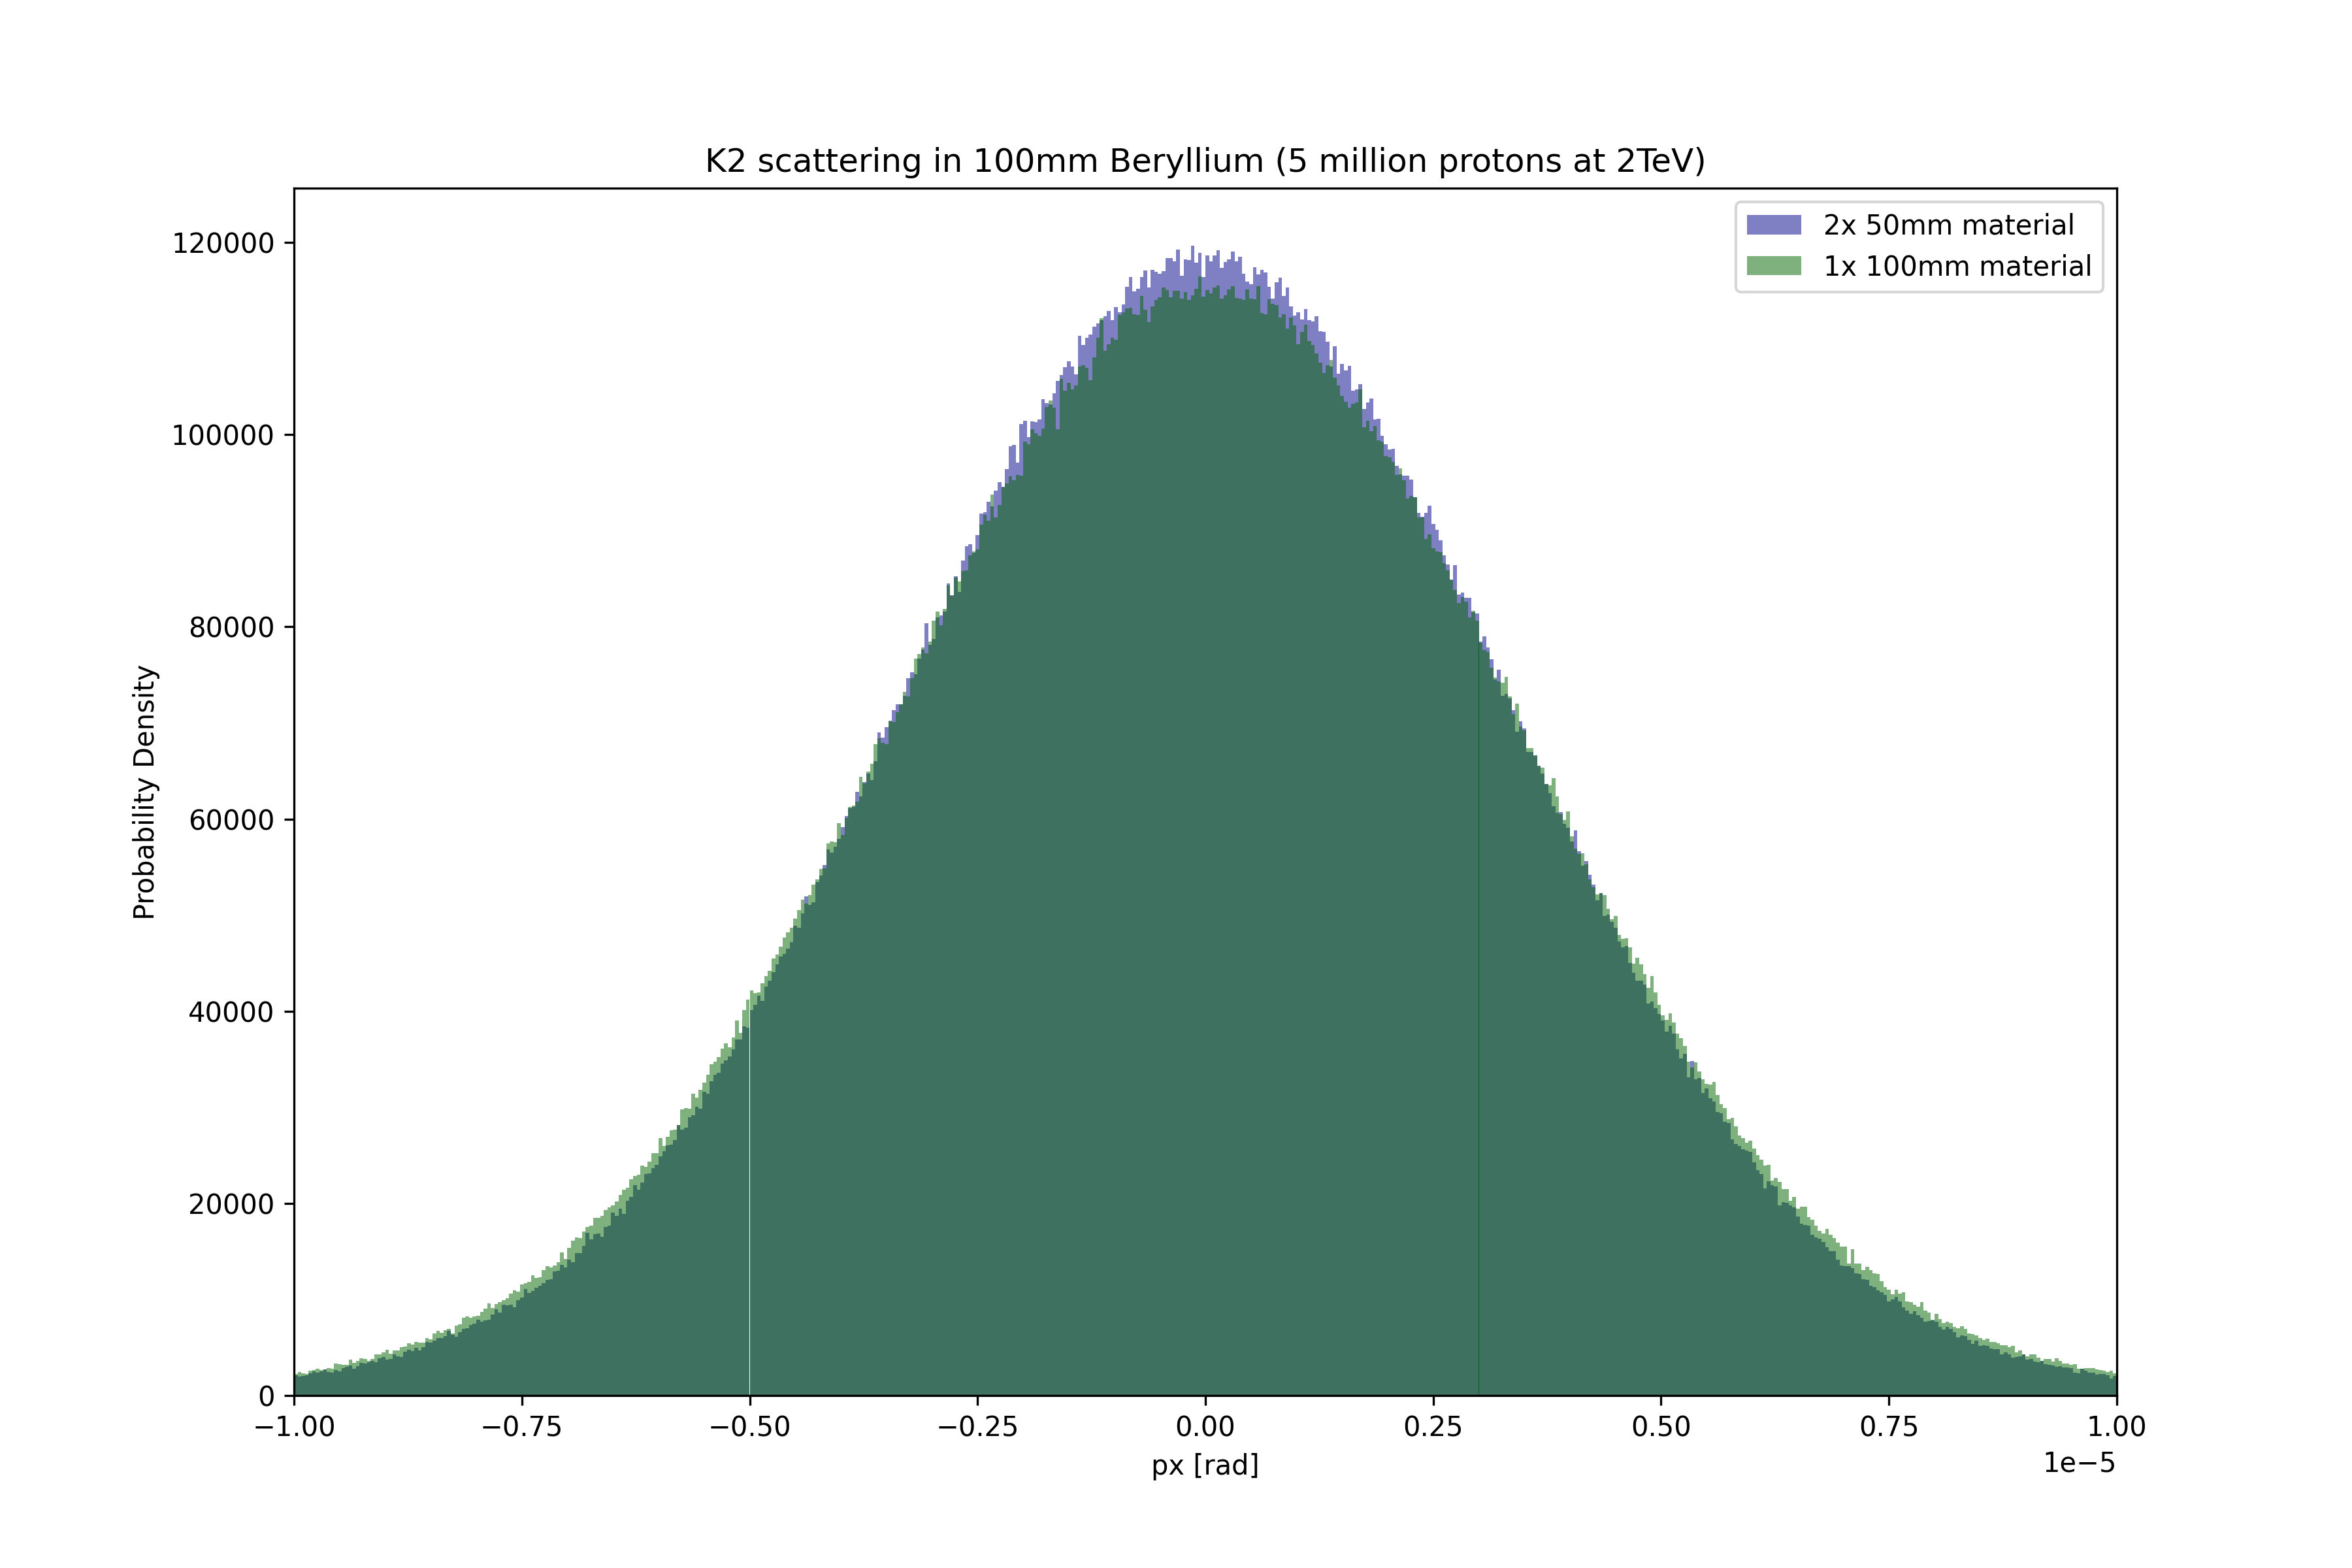 K2 scattering in 100mm Beryllium (5 million protons at 2TeV)
2x 50mm material
1x 100mm material
Probability Density
120000
100000
80000
60000
40000
20000
0
−1.00 −0.75 −0.50 −0.25 0.00 0.25 0.50 0.75 1.00
px [rad]
1e−5